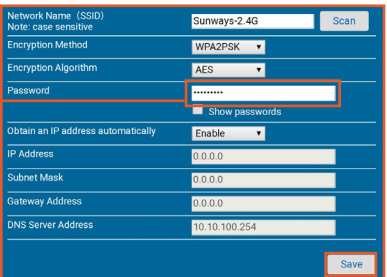 Network Name (SSID)
Note: case sensitive
Sunways-2.4G
Scan
Encryption Method
WPA2PSK
Encryption Algorithm
AES
Password
•••••••••
Show passwords
Obtain an IP address automatically
Enable
IP Address
0.0.0.0
Subnet Mask
0.0.0.0
Gateway Address
0.0.0.0
DNS Server Address
10.10.100.254
Save